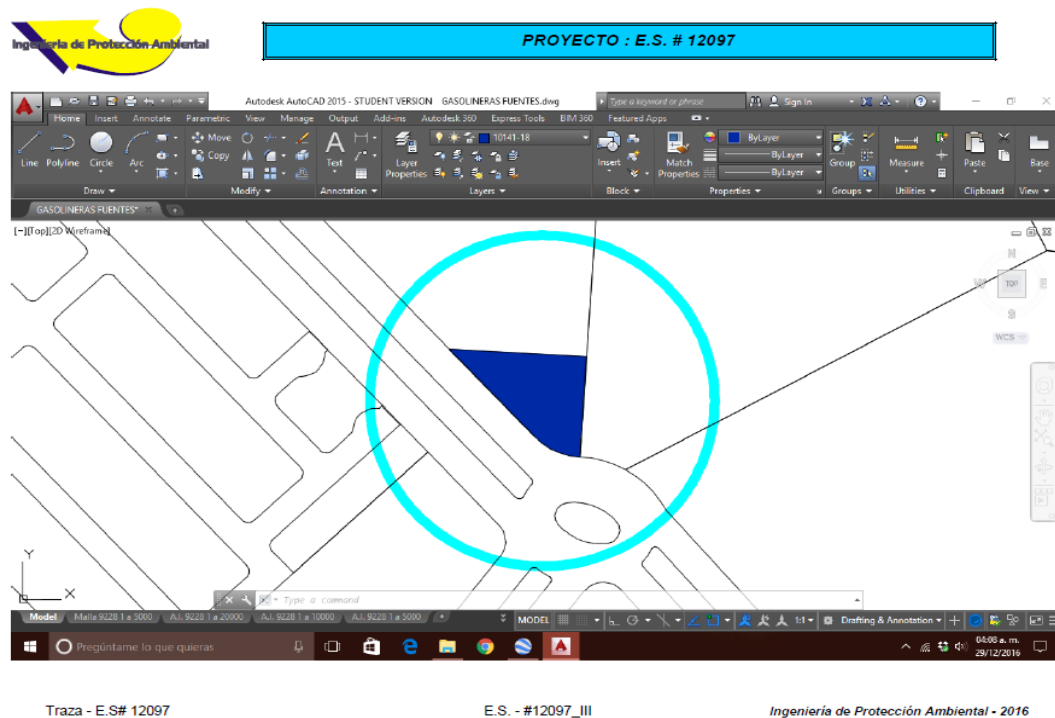 Ingeniería de Protección Ambiental
PROYECTO : E.S. # 12097
Autodesk AutoCAD 2015 - STUDENT VERSION GASOLINERAS FUENTES.dwg
Type a keyword or phrase
Sign In
Home Insert Annotate Parametric View Manage Output Add-ins Autodesk 360 Express Tools BIM 360 Featured Apps
Line Polyline Circle Arc
Move
Copy
Text
Layer Properties
10141-18
Insert
Match Properties
ByLayer
ByLayer
ByLayer
Group
Measure
Paste
Base
Draw Modify Annotation Layers Block Properties Groups Utilities Clipboard View
GASOLINERAS FUENTES*
[-][Top][2D Wireframe]
N
W TOP E
S
WCS
Y
X
Type a command
Model Malla 9228 1 a 5000 A.I. 9228 1 a 20000 A.I. 9228 1 a 10000 A.I. 9228 1 a 5000
MODEL 1:1 Drafting & Annotation
Pregúntame lo que quieras
04:08 a. m.
29/12/2016
Traza - E.S# 12097
E.S. - #12097_III
Ingeniería de Protección Ambiental - 2016